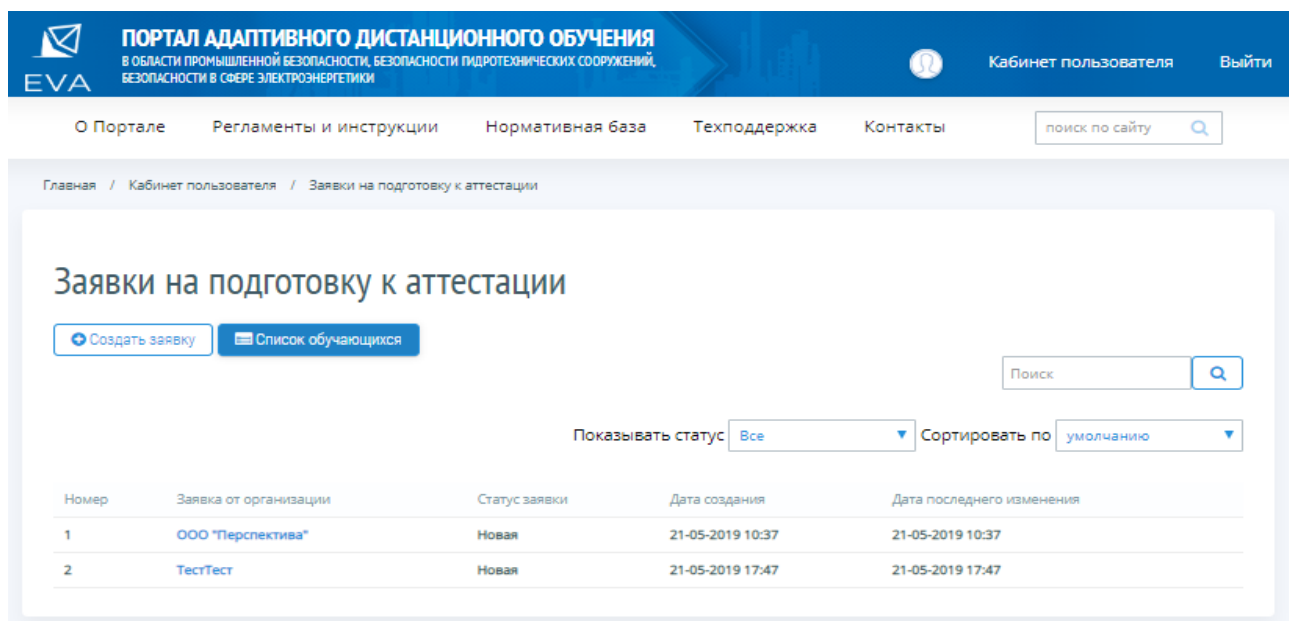 EVA
ПОРТАЛ АДАПТИВНОГО ДИСТАНЦИОННОГО ОБУЧЕНИЯ
В ОБЛАСТИ ПРОМЫШЛЕННОЙ БЕЗОПАСНОСТИ, БЕЗОПАСНОСТИ ГИДРОТЕХНИЧЕСКИХ СООРУЖЕНИЙ,
БЕЗОПАСНОСТИ В СФЕРЕ ЭЛЕКТРОЭНЕРГЕТИКИ
Кабинет пользователя Выйти
О Портале Регламенты и инструкции Нормативная база Техподдержка Контакты поиск по сайту
Главная / Кабинет пользователя / Заявки на подготовку к аттестации
Заявки на подготовку к аттестации
Создать заявку Список обучающихся
Поиск
Показывать статус Все Сортировать по умолчанию
Номер Заявка от организации Статус заявки Дата создания Дата последнего изменения
1 ООО "Перспектива" Новая 21-05-2019 10:37 21-05-2019 10:37
2 ТестТест Новая 21-05-2019 17:47 21-05-2019 17:47